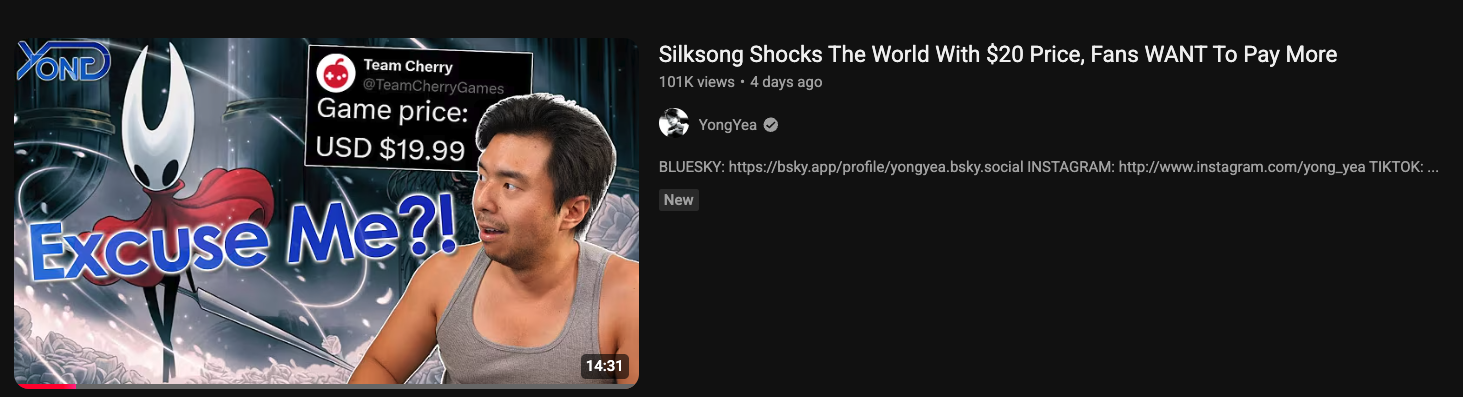 YONG
Team Cherry
@TeamCherryGames
Game price:
USD $19.99
Excuse Me?!
14:31
Silksong Shocks The World With $20 Price, Fans WANT To Pay More
101K views • 4 days ago
YongYea
BLUESKY: https://bsky.app/profile/yongyea.bsky.social INSTAGRAM: http://www.instagram.com/yong_yea TIKTOK: ...
New